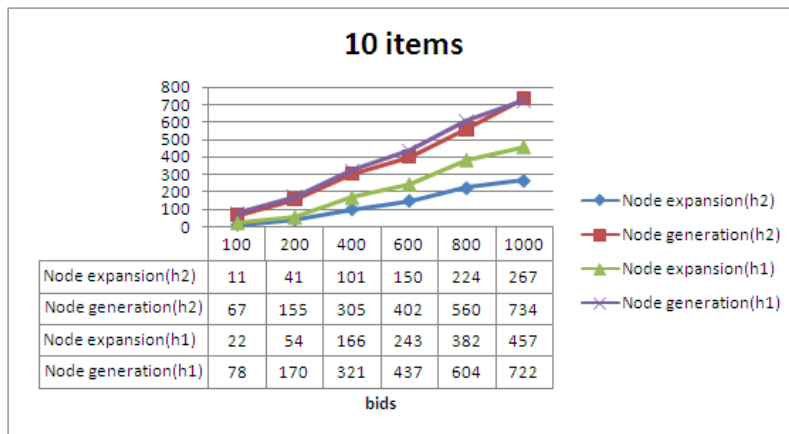 10 items
800
700
600
500
400
300
200
100
0
100 200 400 600 800 1000
Node expansion(h2) 11 41 101 150 224 267
Node generation(h2) 67 155 305 402 560 734
Node expansion(h1) 22 54 166 243 382 457
Node generation(h1) 78 170 321 437 604 722
bids
Node expansion(h2)
Node generation(h2)
Node expansion(h1)
Node generation(h1)